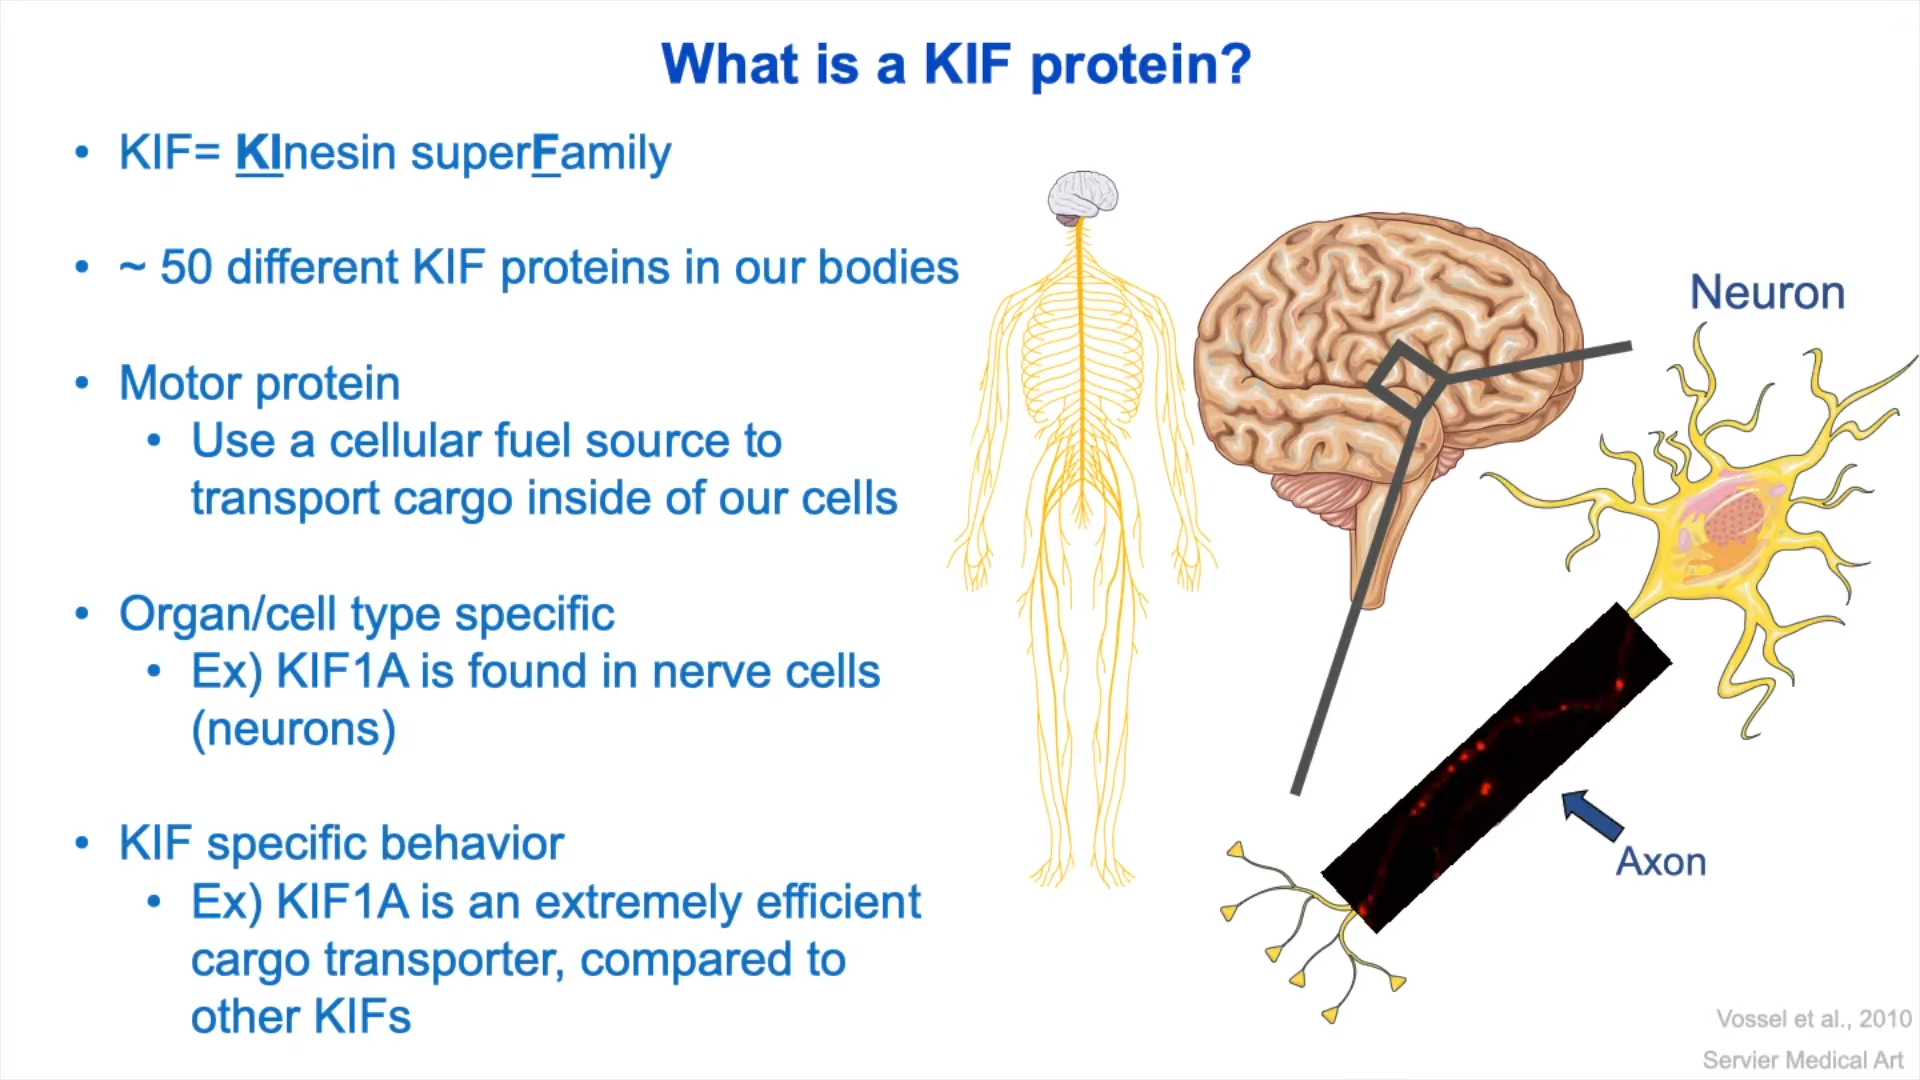 What is a KIF protein?
• KIF= KInesin superFamily
• ~ 50 different KIF proteins in our bodies
• Motor protein
• Use a cellular fuel source to
transport cargo inside of our cells
• Organ/cell type specific
• Ex) KIF1A is found in nerve cells
(neurons)
• KIF specific behavior
• Ex) KIF1A is an extremely efficient
cargo transporter, compared to
other KIFs
Neuron
Axon
Vossel et al., 2010
Servier Medical Art